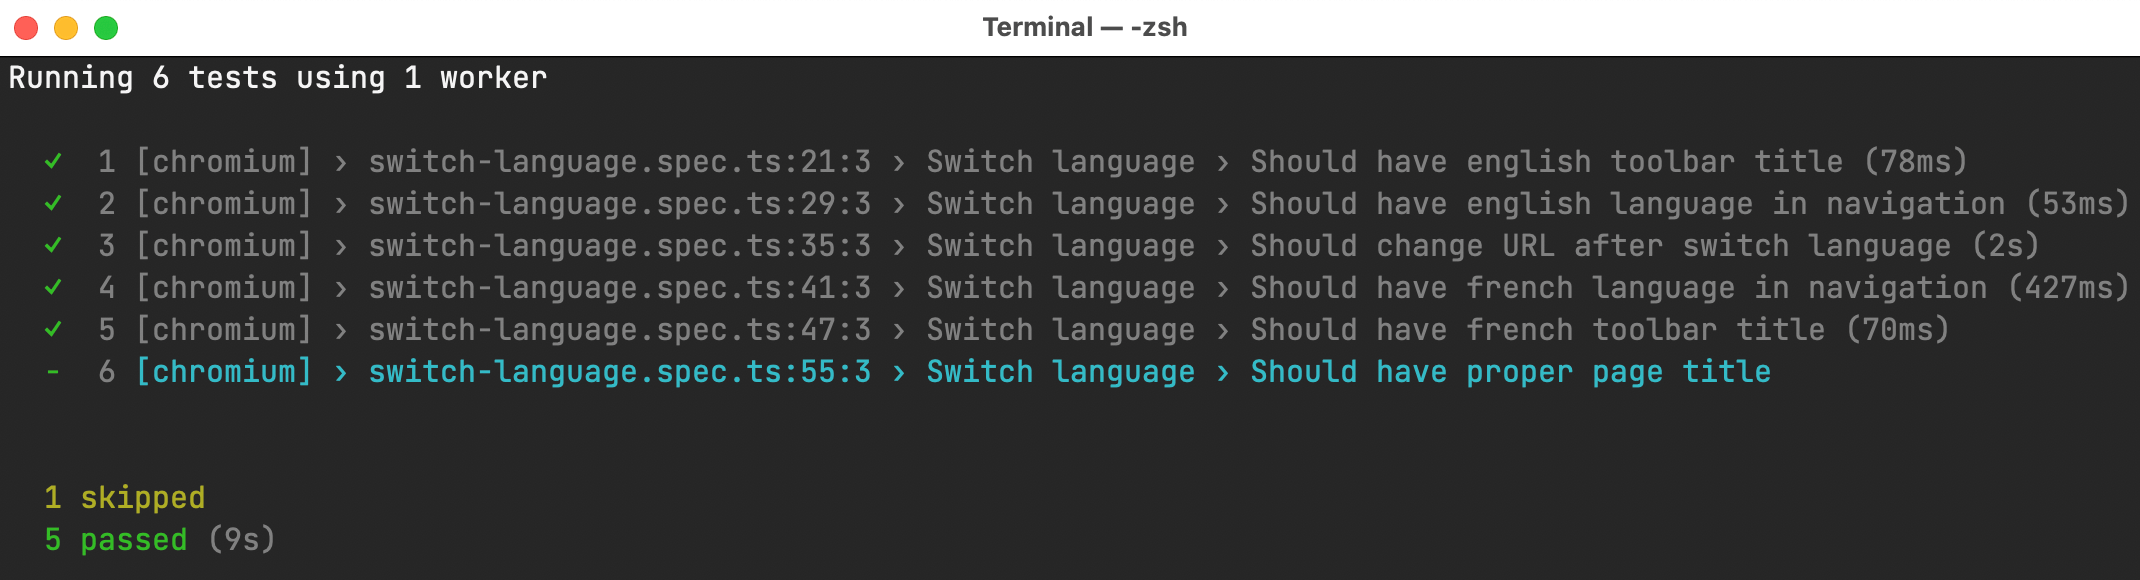 Terminal — -zsh
Running 6 tests using 1 worker
✓ 1 [chromium] › switch-language.spec.ts:21:3 › Switch language › Should have english toolbar title (78ms)
✓ 2 [chromium] › switch-language.spec.ts:29:3 › Switch language › Should have english language in navigation (53ms)
✓ 3 [chromium] › switch-language.spec.ts:35:3 › Switch language › Should change URL after switch language (2s)
✓ 4 [chromium] › switch-language.spec.ts:41:3 › Switch language › Should have french language in navigation (427ms)
✓ 5 [chromium] › switch-language.spec.ts:47:3 › Switch language › Should have french toolbar title (70ms)
- 6 [chromium] › switch-language.spec.ts:55:3 › Switch language › Should have proper page title
1 skipped
5 passed (9s)